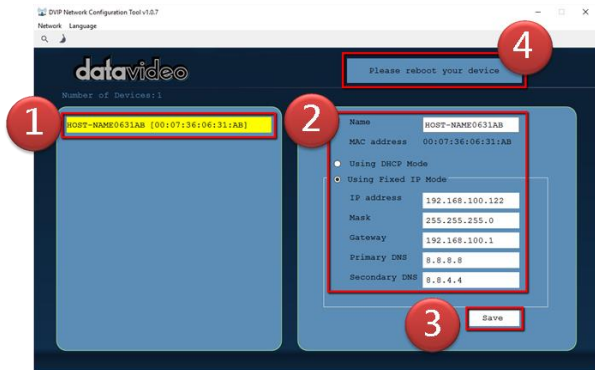 DVIP Network Configuration Tool v1.0.7
Network Language
datavideo
4
Please reboot your device
Number of Devices:1
1
HOST-NAME0631AB [00:07:36:06:31:AB]
2
Name HOST-NAME0631AB
MAC address 00:07:36:06:31:AB
Using DHCP Mode
Using Fixed IP Mode
IP address 192.168.100.122
Mask 255.255.255.0
Gateway 192.168.100.1
Primary DNS 8.8.8.8
Secondary DNS 8.8.4.4
3
Save